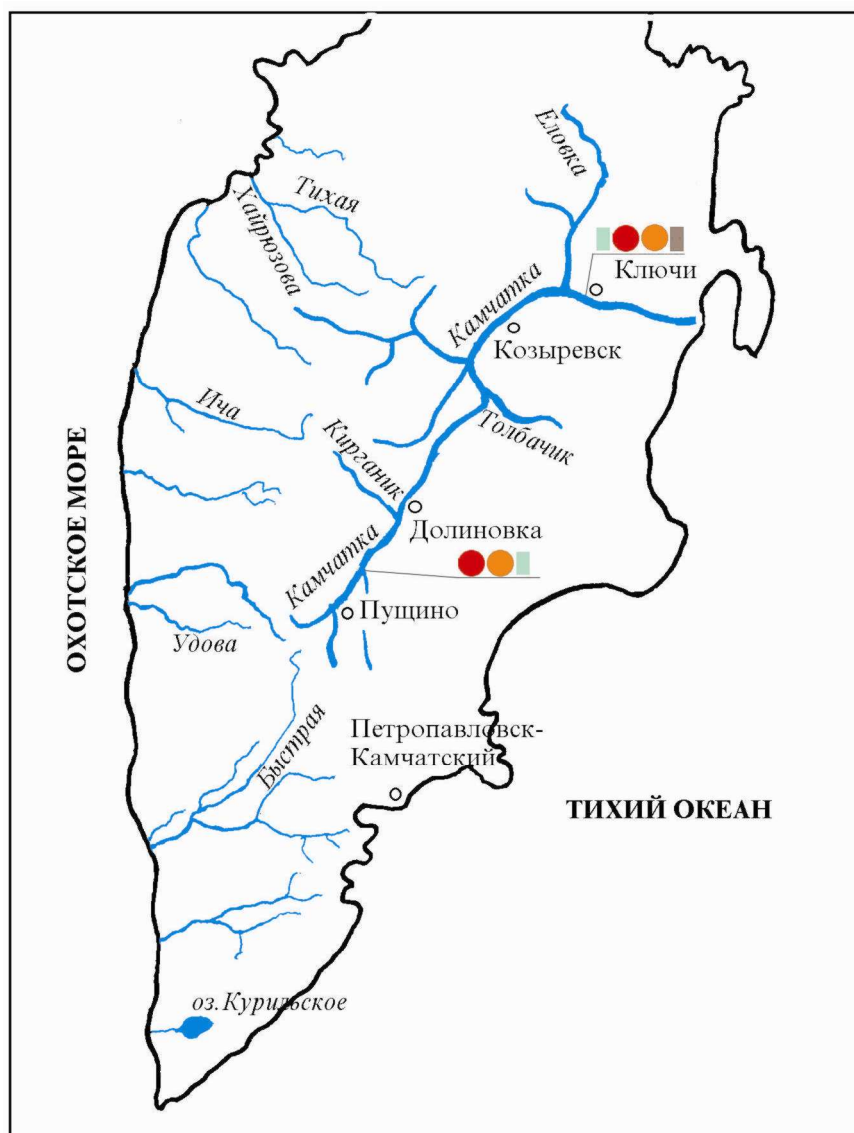 Еловка
Тихая
Хайрюзова
Ключи
Камчатка
Козыревск
Ича
Толбачик
Кирганик
ОХОТСКОЕ МОРЕ
Долиновка
Камчатка
Пущино
Удова
Быстрая
Петропавловск-
Камчатский
ТИХИЙ ОКЕАН
оз.Курильское